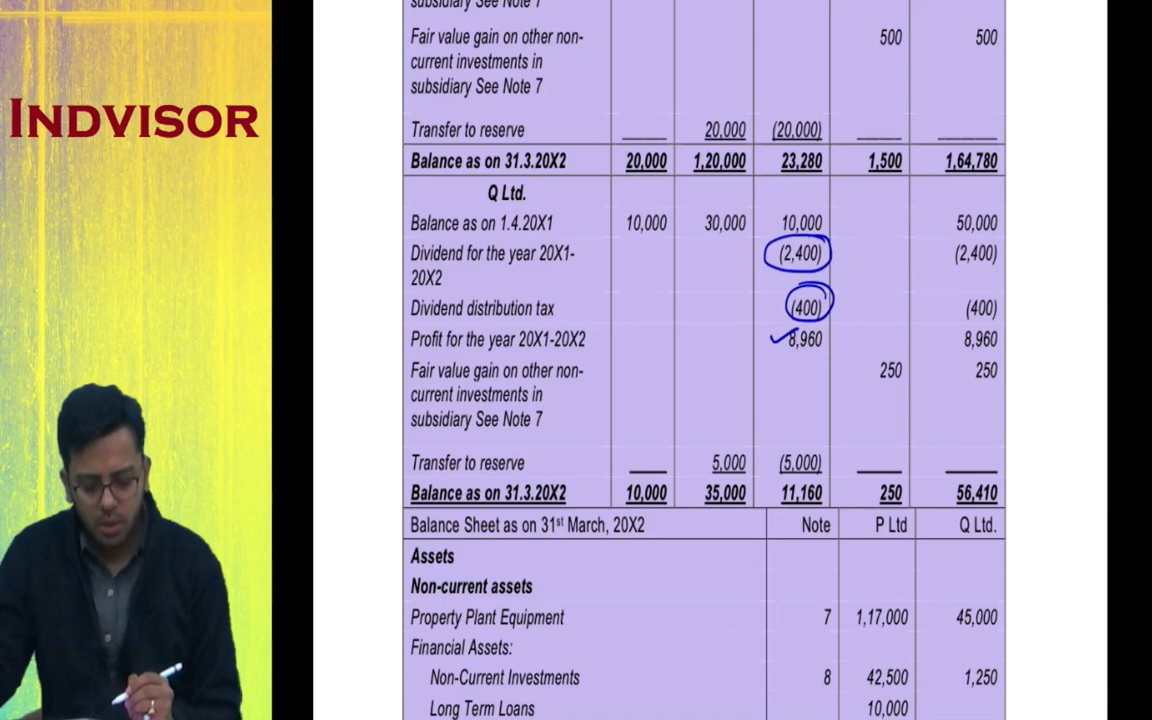 INDVISOR
subsidiary See Note 7
Fair value gain on other non- 500 500
current investments in
subsidiary See Note 7
Transfer to reserve 20,000 (20,000)
Balance as on 31.3.20X2 20,000 1,20,000 23,280 1,500 1,64,780
Q Ltd.
Balance as on 1.4.20X1 10,000 30,000 10,000 50,000
Dividend for the year 20X1- (2,400) (2,400)
20X2
Dividend distribution tax (400) (400)
Profit for the year 20X1-20X2 8,960 8,960
Fair value gain on other non- 250 250
current investments in
subsidiary See Note 7
Transfer to reserve 5,000 (5,000)
Balance as on 31.3.20X2 10,000 35,000 11,160 250 56,410
Balance Sheet as on 31st March, 20X2 Note P Ltd Q Ltd.
Assets
Non-current assets
Property Plant Equipment 7 1,17,000 45,000
Financial Assets:
Non-Current Investments 8 42,500 1,250
Long Term Loans 10,000